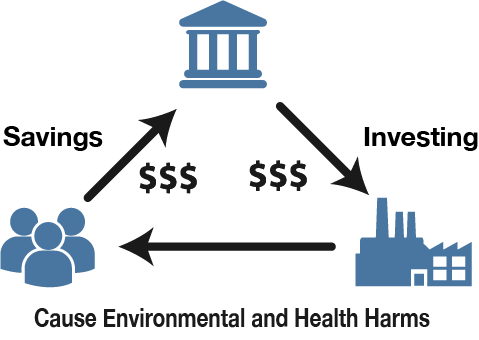 Savings
Investing
$$$
$$$
Cause Environmental and Health Harms